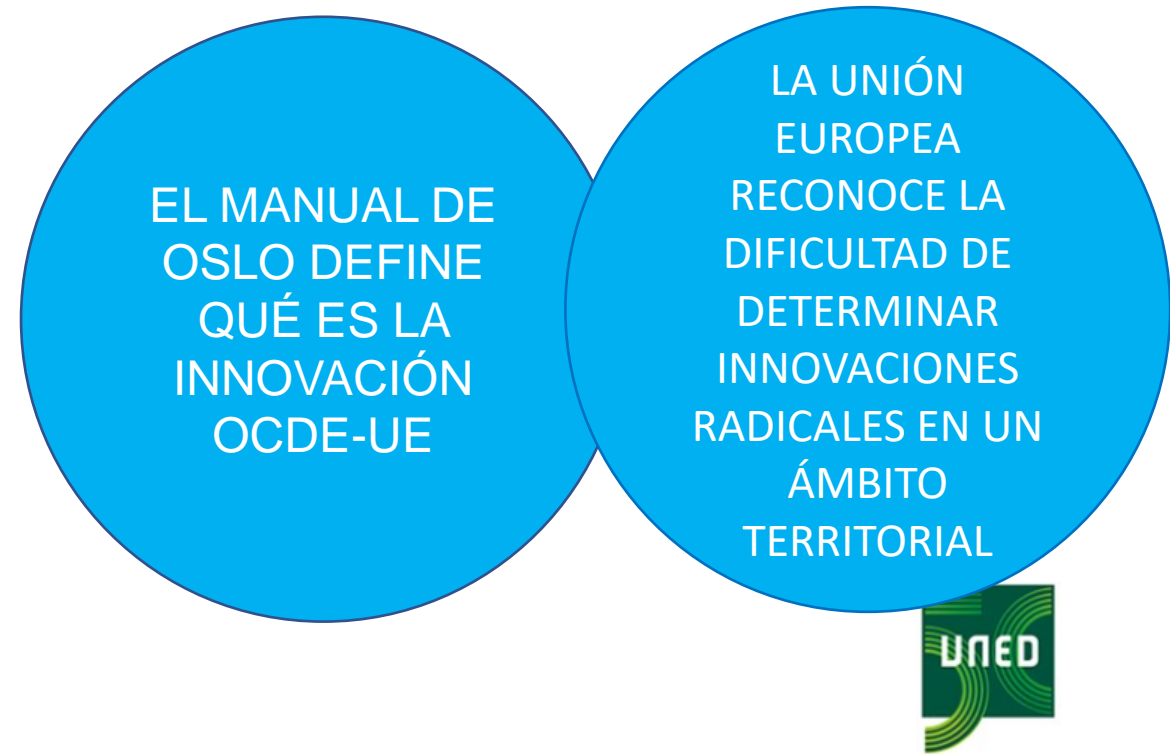 EL MANUAL DE
OSLO DEFINE
QUÉ ES LA
INNOVACIÓN
OCDE-UE
LA UNIÓN
EUROPEA
RECONOCE LA
DIFICULTAD DE
DETERMINAR
INNOVACIONES
RADICALES EN UN
ÁMBITO
TERRITORIAL
UNED